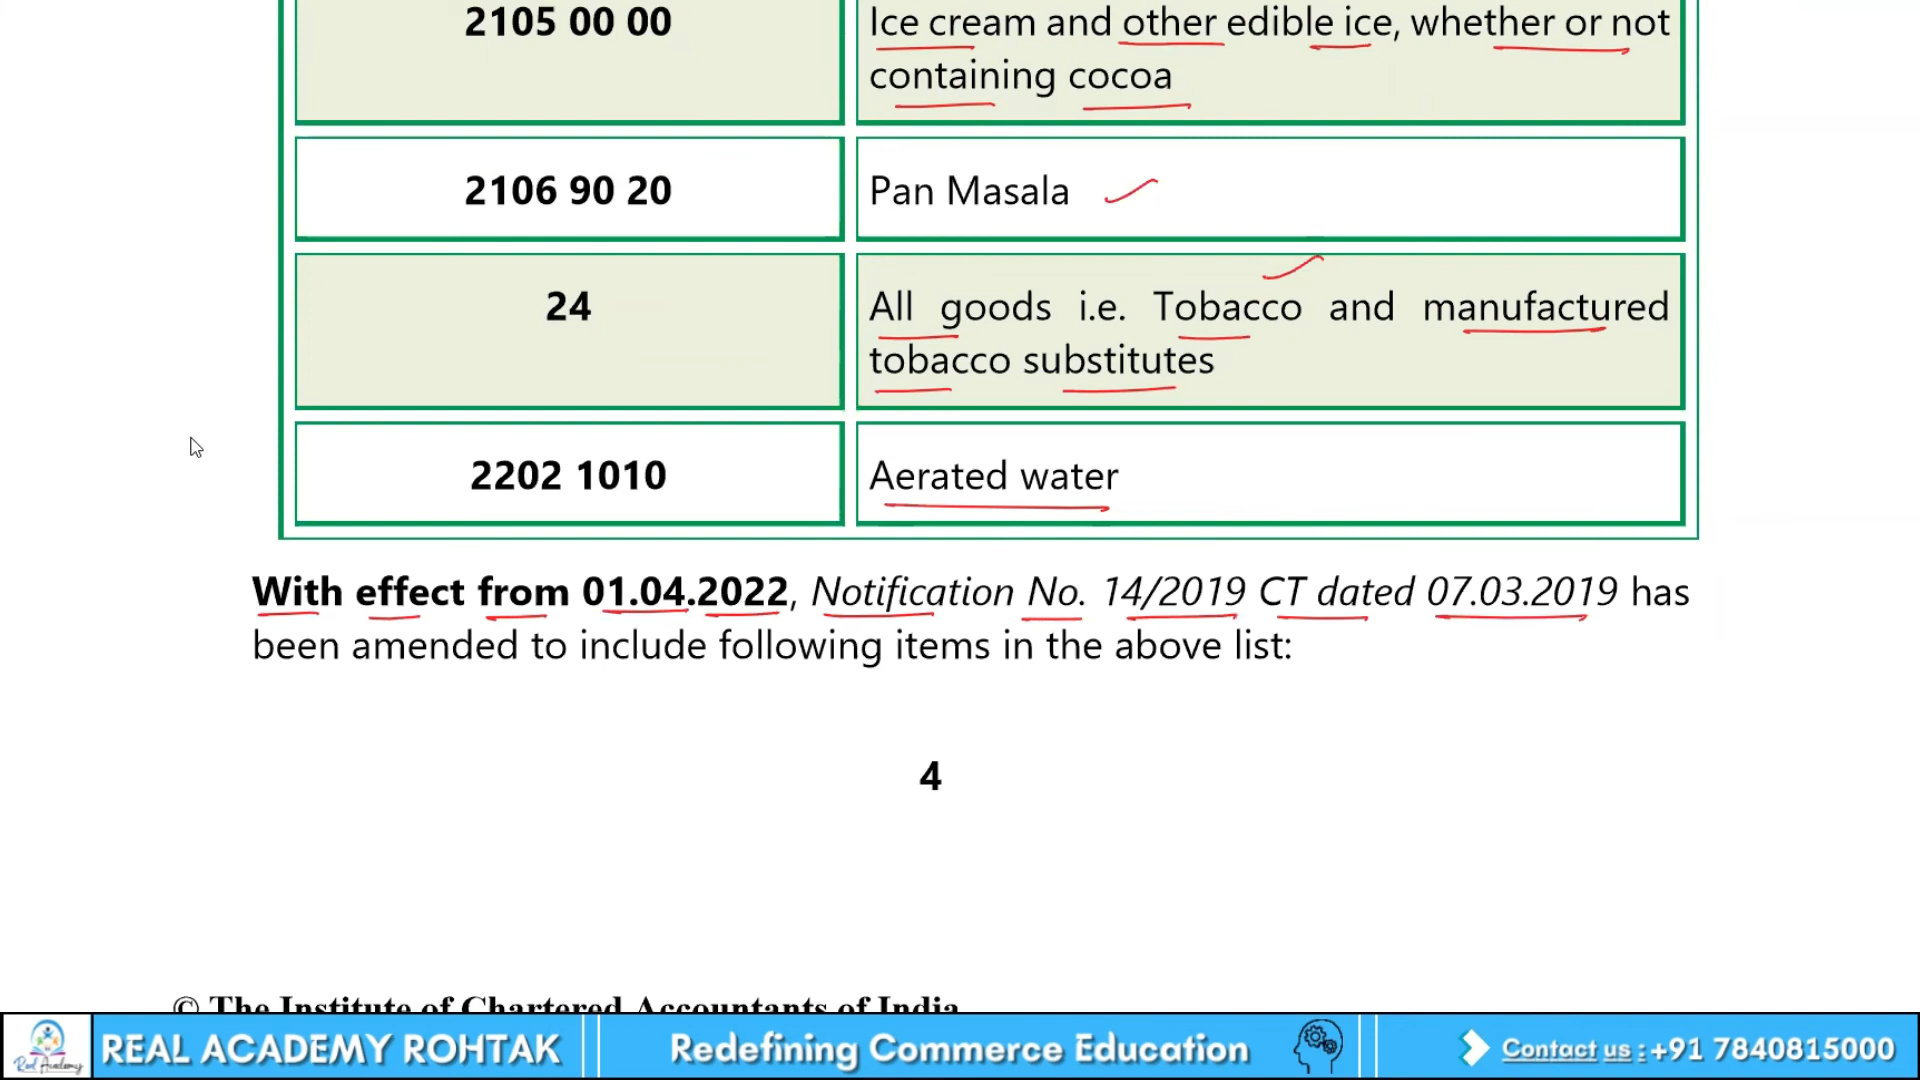 2105 00 00
Ice cream and other edible ice, whether or not
containing cocoa
2106 90 20
Pan Masala
24
All goods i.e. Tobacco and manufactured
tobacco substitutes
2202 1010
Aerated water
With effect from 01.04.2022, Notification No. 14/2019 CT dated 07.03.2019 has
been amended to include following items in the above list:
4
© The Institute of Chartered Accountants of India
Real Academy
REAL ACADEMY ROHTAK
Redefining Commerce Education
Contact us : +91 7840815000